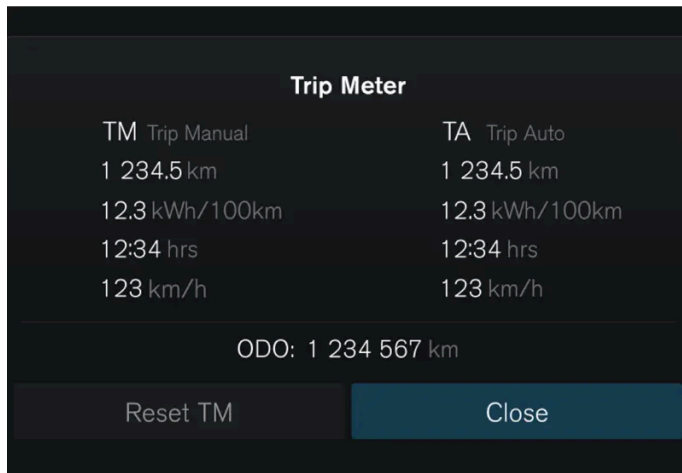 Trip Meter
TM Trip Manual
1 234.5 km
12.3 kWh/100km
12:34 hrs
123 km/h
TA Trip Auto
1 234.5 km
12.3 kWh/100km
12:34 hrs
123 km/h
ODO: 1 234 567 km
Reset TM
Close